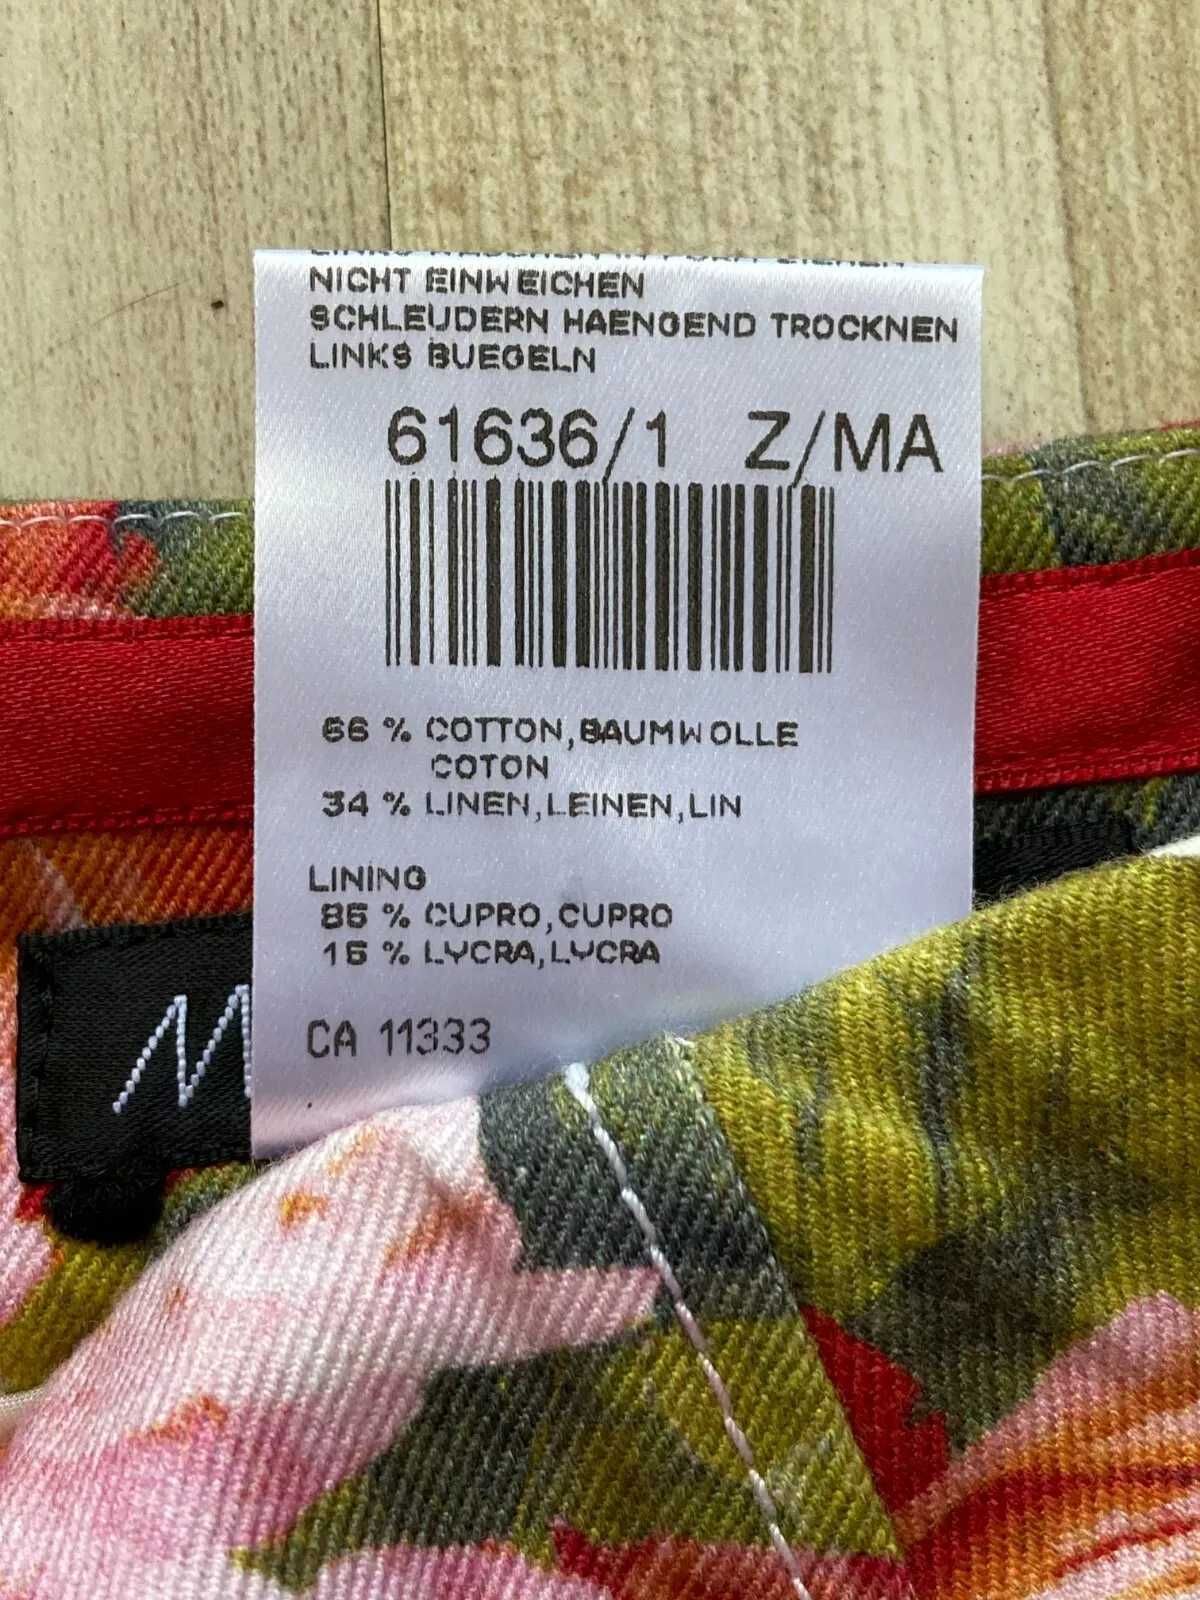 NICHT EINWEICHEN
SCHLEUDERN HAENGEND TROCKNEN
LINKS BUEGELN
61636/1 Z/MA
66 % COTTON,BAUMWOLLE
COTON
34 % LINEN,LEINEN,LIN
LINING
85 % CUPRO,CUPRO
15 % LYCRA,LYCRA
CA 11333
M